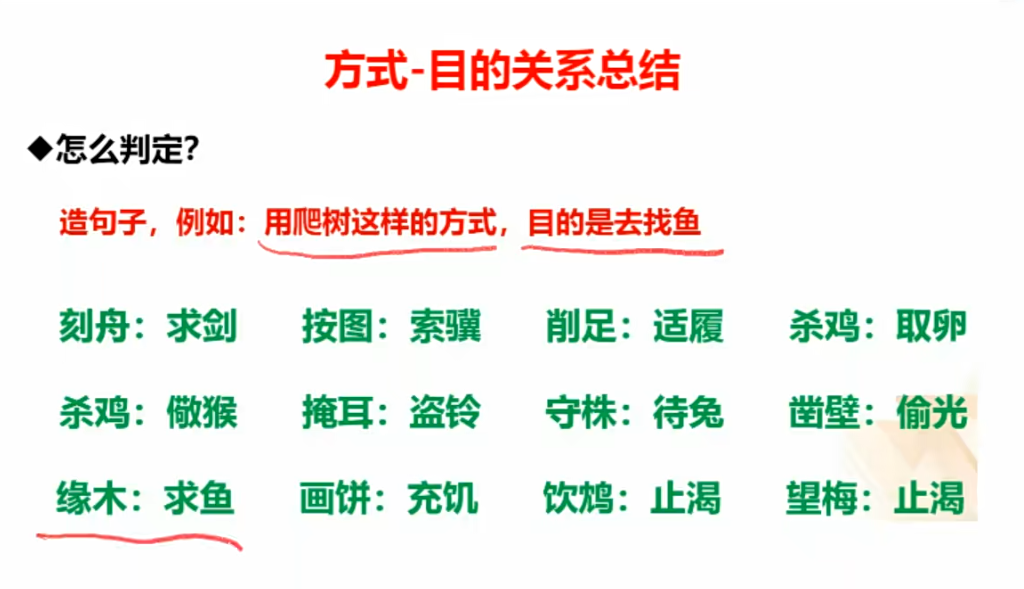 方式-目的关系总结
◆怎么判定?
造句子，例如：用爬树这样的方式，目的是去找鱼
刻舟：求剑 按图：索骥 削足：适履 杀鸡：取卵
杀鸡：儆猴 掩耳：盗铃 守株：待兔 凿壁：偷光
缘木：求鱼 画饼：充饥 饮鸩：止渴 望梅：止渴